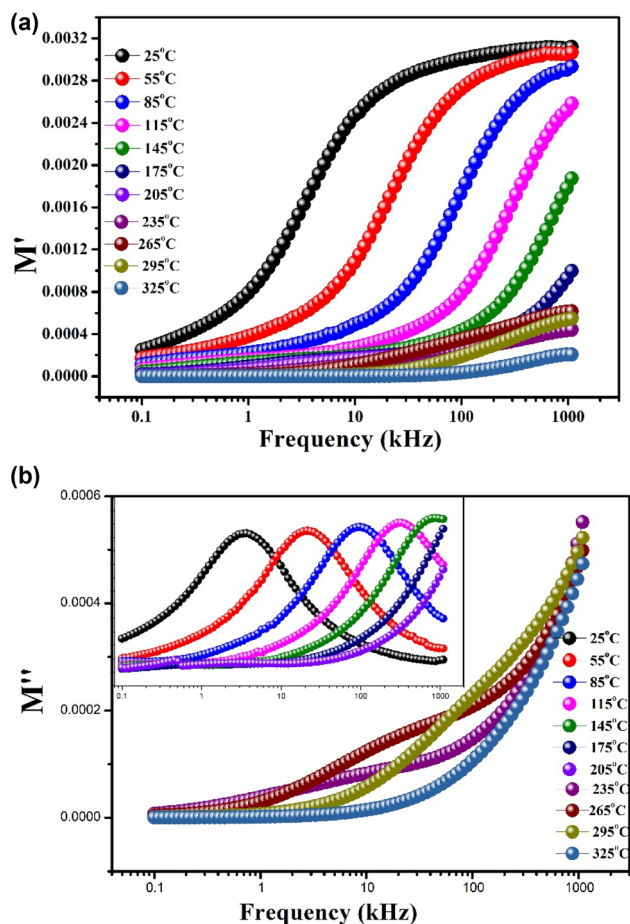 (a)
0.0032
0.0028
0.0024
0.0020
0.0016
0.0012
0.0008
0.0004
0.0000
M'
25°C
55°C
85°C
115°C
145°C
175°C
205°C
235°C
265°C
295°C
325°C
0.1 1 10 100 1000
Frequency (kHz)
(b)
0.0006
0.0004
0.0002
0.0000
M''
0.1 1 10 100 1000
25°C
55°C
85°C
115°C
145°C
175°C
205°C
235°C
265°C
295°C
325°C
0.1 1 10 100 1000
Frequency (kHz)